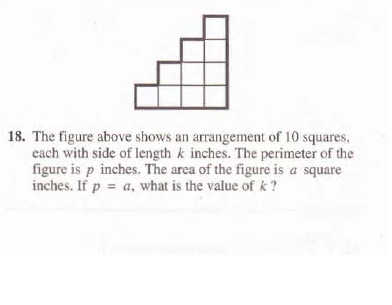 18. The figure above shows an arrangement of 10 squares,
each with side of length k inches. The perimeter of the
figure is p inches. The area of the figure is a square
inches. If p = a, what is the value of k ?